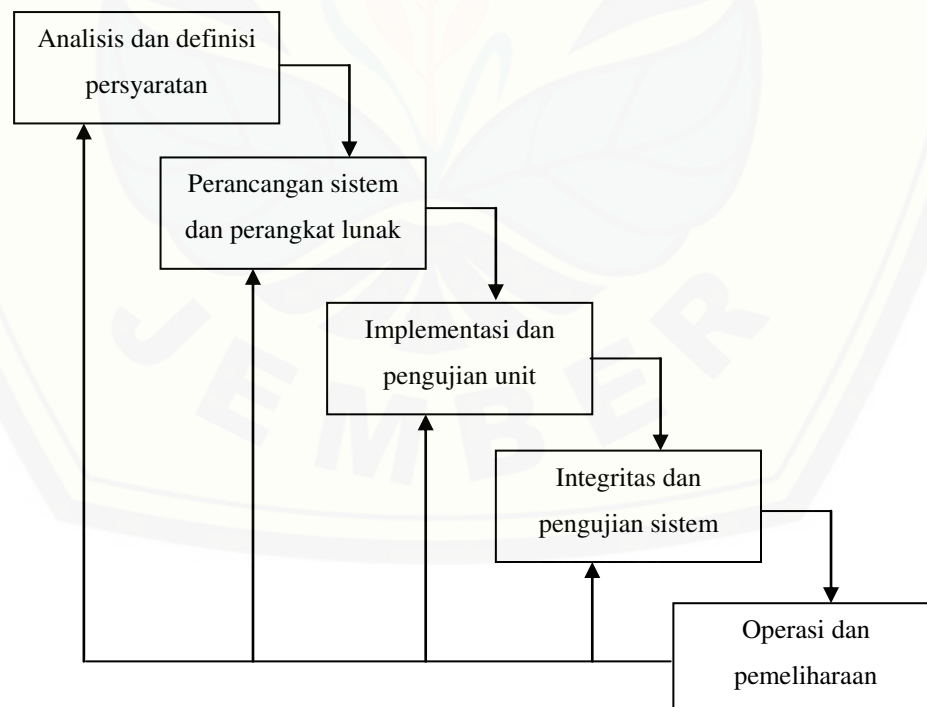 Analisis dan definisi
persyaratan
Perancangan sistem
dan perangkat lunak
Implementasi dan
pengujian unit
Integritas dan
pengujian sistem
Operasi dan
pemeliharaan
JEMBER